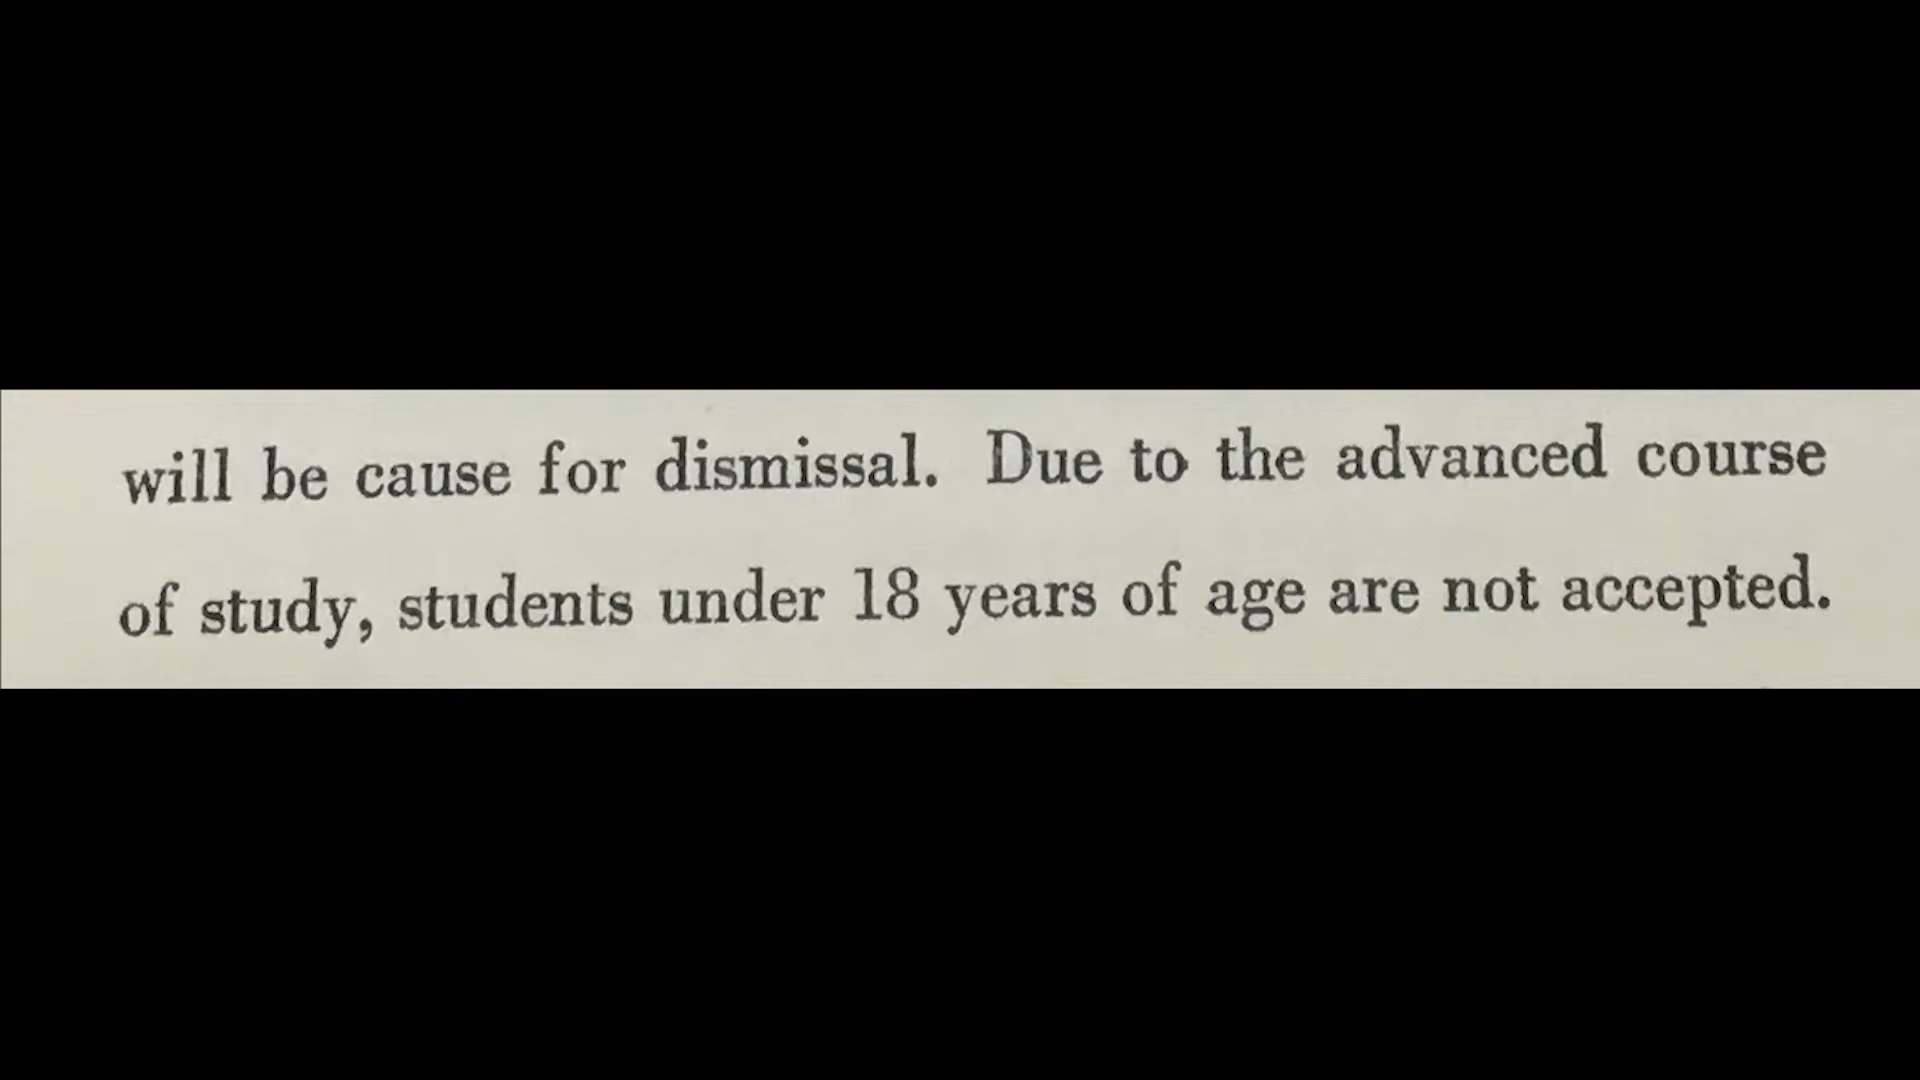 will be cause for dismissal. Due to the advanced course
of study, students under 18 years of age are not accepted.